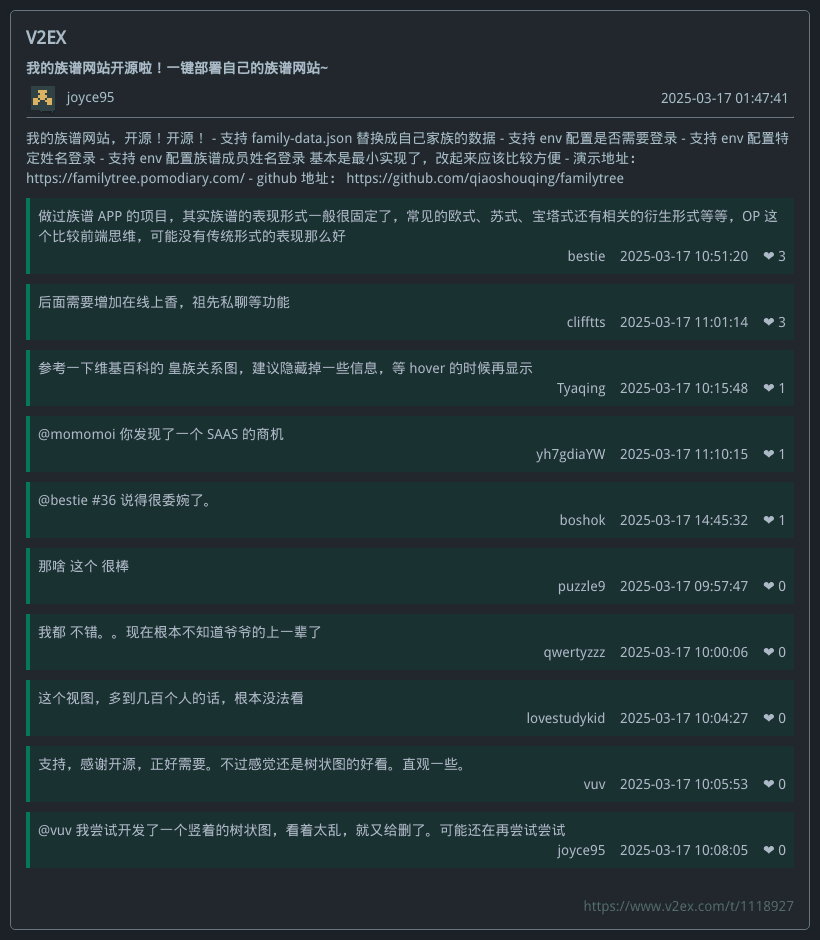 V2EX
我的族谱网站开源啦！一键部署自己的族谱网站~
joyce95
2025-03-17 01:47:41
我的族谱网站，开源！开源！ - 支持 family-data.json 替换成自己家族的数据 - 支持 env 配置是否需要登录 - 支持 env 配置特
定姓名登录 - 支持 env 配置族谱成员姓名登录 基本是最小实现了，改起来应该比较方便 - 演示地址：
https://familytree.pomodiary.com/ - github 地址： https://github.com/qiaoshouqing/familytree
做过族谱 APP 的项目，其实族谱的表现形式一般很固定了，常见的欧式、苏式、宝塔式还有相关的衍生形式等等，OP 这
个比较前端思维，可能没有传统形式的表现那么好
bestie 2025-03-17 10:51:20 ❤ 3
后面需要增加在线上香，祖先私聊等功能
clifftts 2025-03-17 11:01:14 ❤ 3
参考一下维基百科的 皇族关系图，建议隐藏掉一些信息，等 hover 的时候再显示
Tyaqing 2025-03-17 10:15:48 ❤ 1
@momomoi 你发现了一个 SAAS 的商机
yh7gdiaYW 2025-03-17 11:10:15 ❤ 1
@bestie #36 说得很委婉了。
boshok 2025-03-17 14:45:32 ❤ 1
那啥 这个 很棒
puzzle9 2025-03-17 09:57:47 ❤ 0
我都 不错。。现在根本不知道爷爷的上一辈了
qwertyzzz 2025-03-17 10:00:06 ❤ 0
这个视图，多到几百个人的话，根本没法看
lovestudykid 2025-03-17 10:04:27 ❤ 0
支持，感谢开源，正好需要。不过感觉还是树状图的好看。直观一些。
vuv 2025-03-17 10:05:53 ❤ 0
@vuv 我尝试开发了一个竖着的树状图，看着太乱，就又给删了。可能还在再尝试尝试
joyce95 2025-03-17 10:08:05 ❤ 0
https://www.v2ex.com/t/1118927